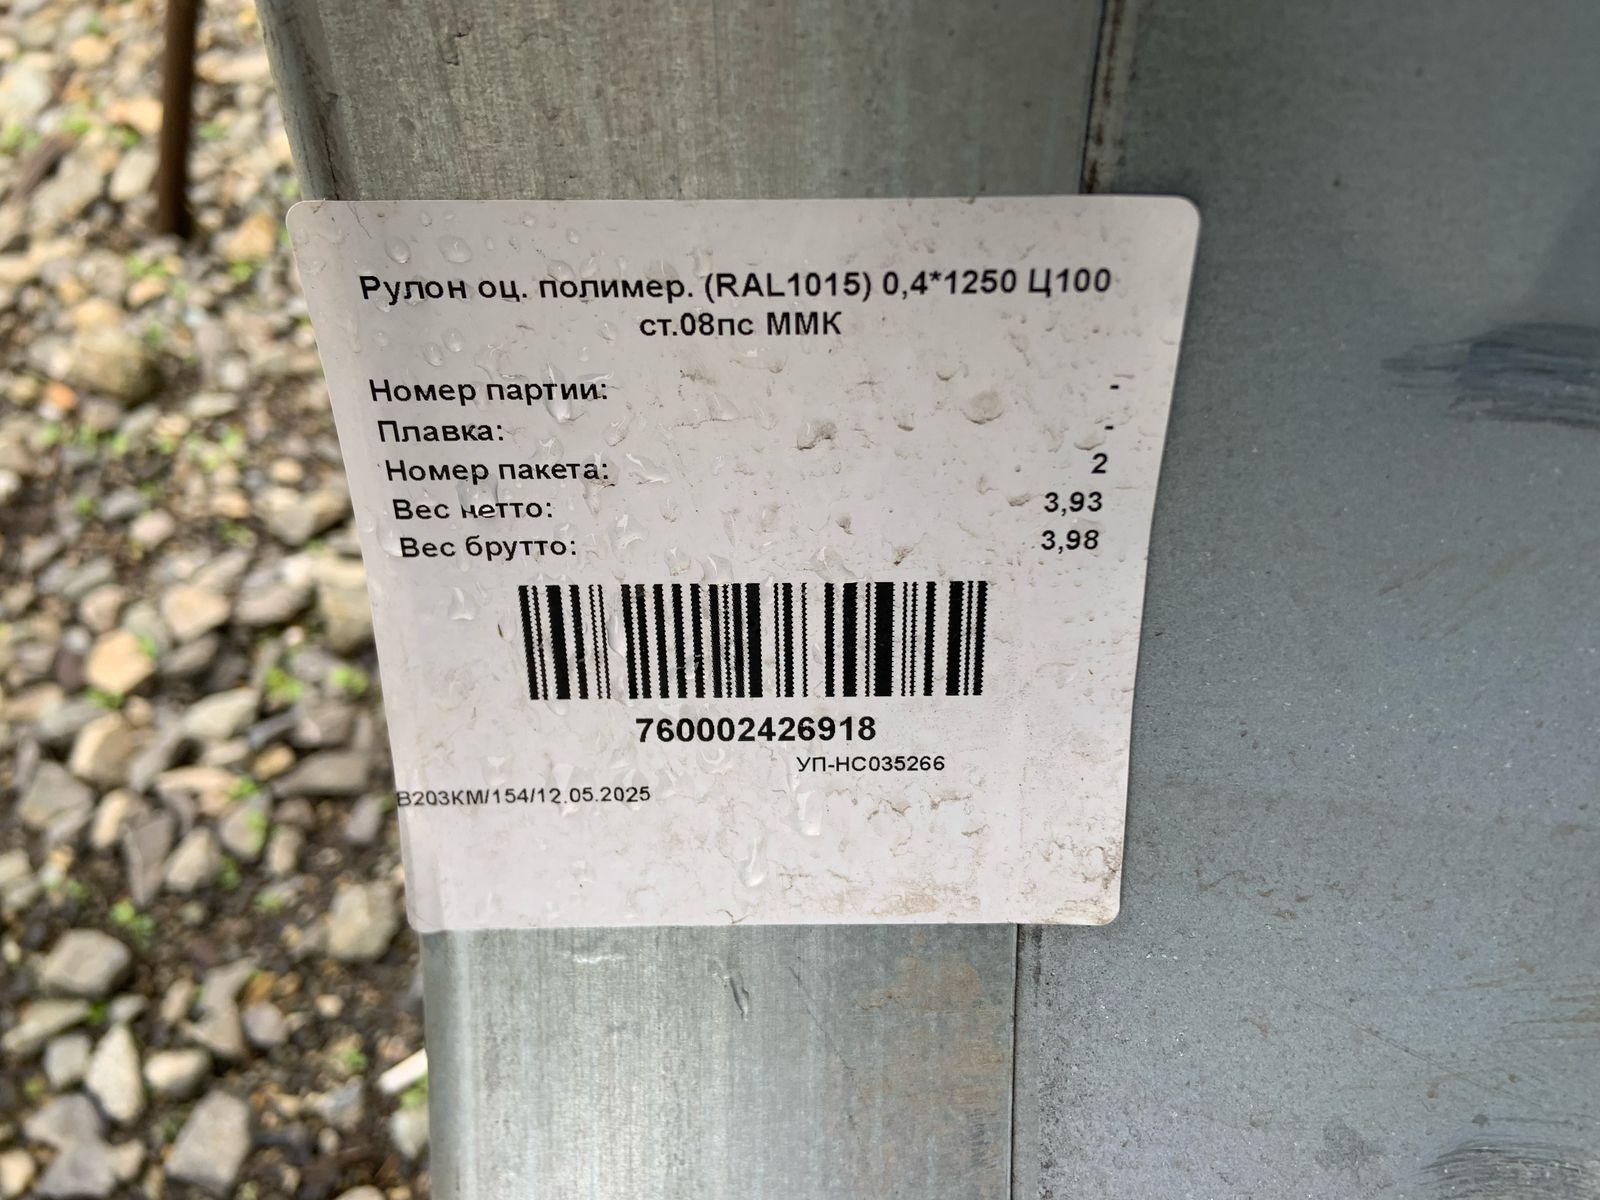 Рулон оц. полимер. (RAL1015) 0,4*1250 Ц100
ст.08пс ММК
Номер партии: -
Плавка: -
Номер пакета: 2
Вес нетто: 3,93
Вес брутто: 3,98
760002426918
УП-НС035266
В203КМ/154/12.05.2025